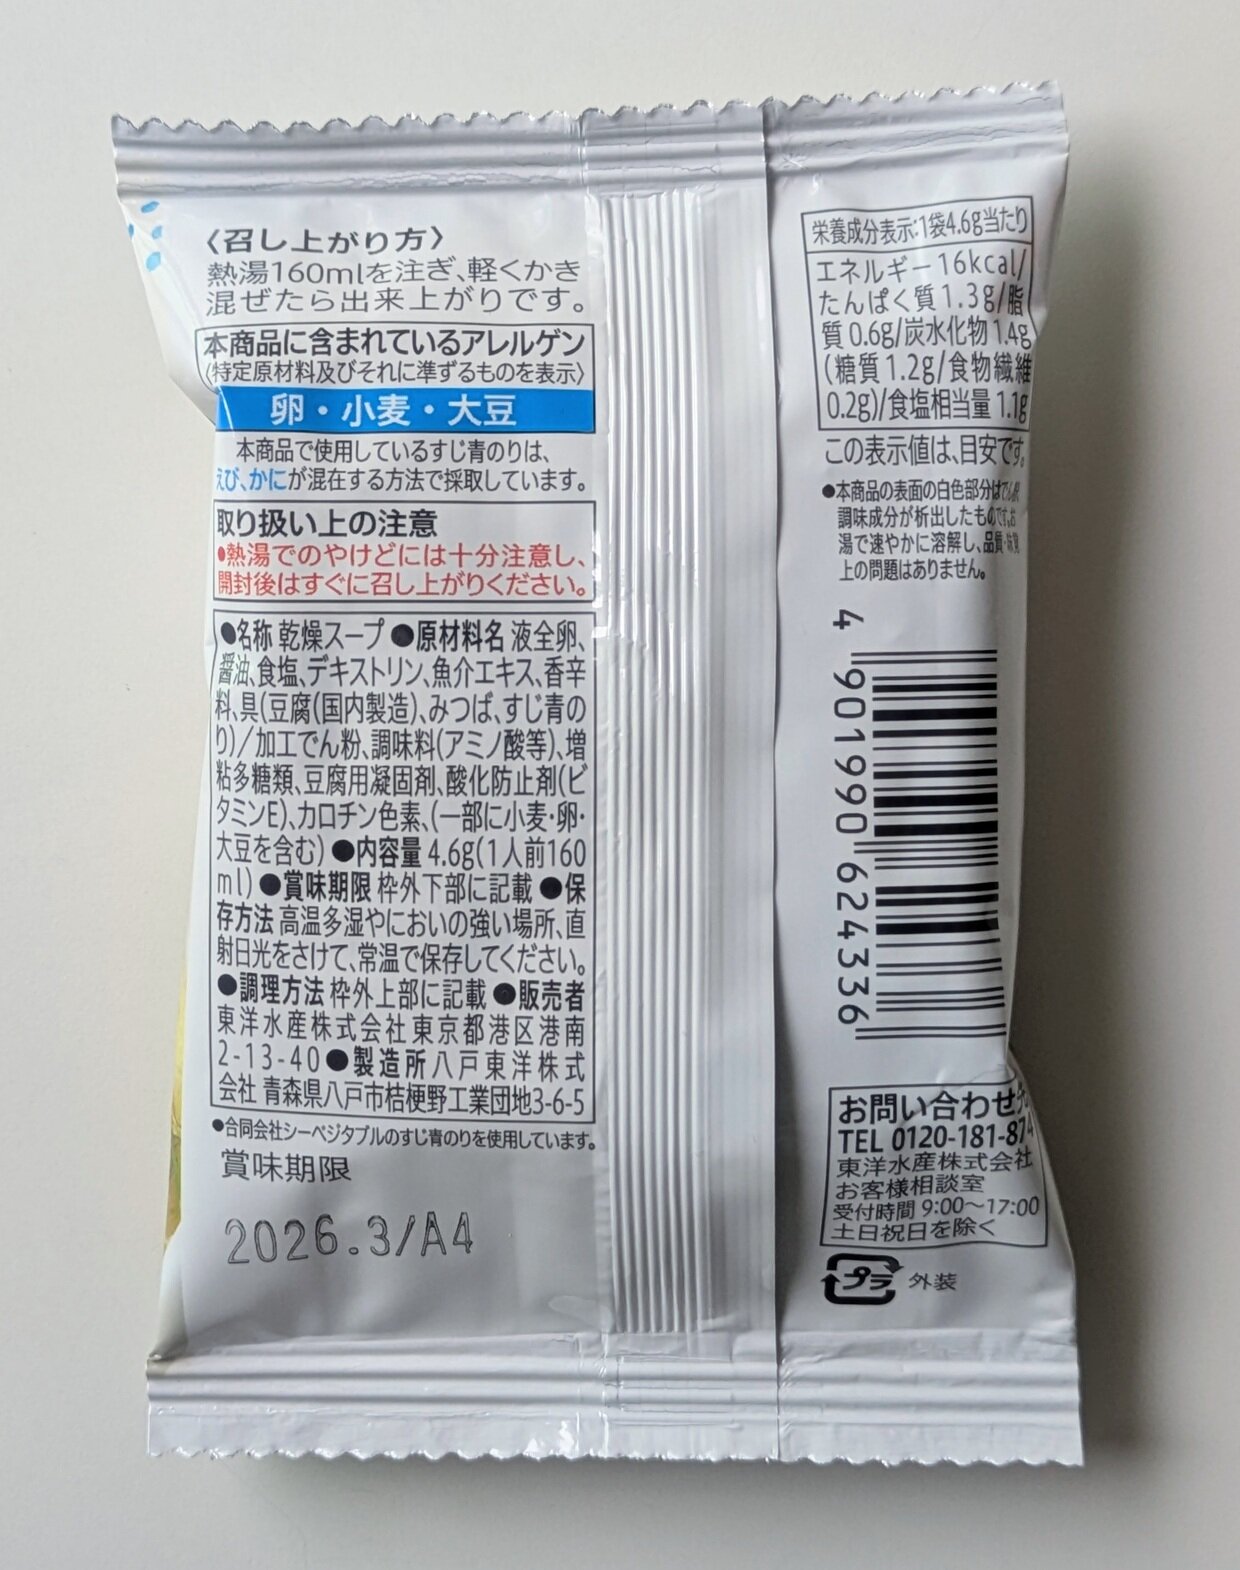 〈召し上がり方〉
熱湯160mlを注ぎ、軽くかき
混ぜたら出来上がりです。
本商品に含まれているアレルゲン
(特定原材料及びそれに準ずるものを表示)
卵・小麦・大豆
本商品で使用しているすじ青のりは、
えび、かにが混在する方法で採取しています。
取り扱い上の注意
●熱湯でのやけどには十分注意し、
開封後はすぐに召し上がりください。
●名称 乾燥スープ ●原材料名 液全卵、
醤油、食塩、デキストリン、魚介エキス、香辛
料、具(豆腐(国内製造)、みつば、すじ青の
り)/加工でん粉、調味料(アミノ酸等)、増
粘多糖類、豆腐用凝固剤、酸化防止剤(ビ
タミンE)、カロチン色素、(一部に小麦・卵・
大豆を含む) ●内容量 4.6g(1人前160
ml) ●賞味期限 枠外下部に記載 ●保
存方法 高温多湿やにおいの強い場所、直
射日光をさけて、常温で保存してください。
●調理方法 枠外上部に記載 ●販売者
東洋水産株式会社 東京都港区港南
2-13-40 ●製造所 八戸東洋株式
会社 青森県八戸市桔梗野工業団地3-6-5
●合同会社シーベジタブルのすじ青のりを使用しています。
賞味期限
2026.3/A4
栄養成分表示:1袋4.6g当たり
エネルギー 16kcal/
たんぱく質 1.3g/脂
質 0.6g/炭水化物 1.4g
(糖質 1.2g/食物繊維
0.2g)/食塩相当量 1.1g
この表示値は、目安です。
●本商品の表面の白色部分は
調味成分が析出したものです。お
湯で速やかに溶解し、品質・味覚
上の問題はありません。
4 901990 624336
お問い合わせ先
TEL 0120-181-874
東洋水産株式会社
お客様相談室
受付時間 9:00〜17:00
土日祝日を除く
プラ 外装